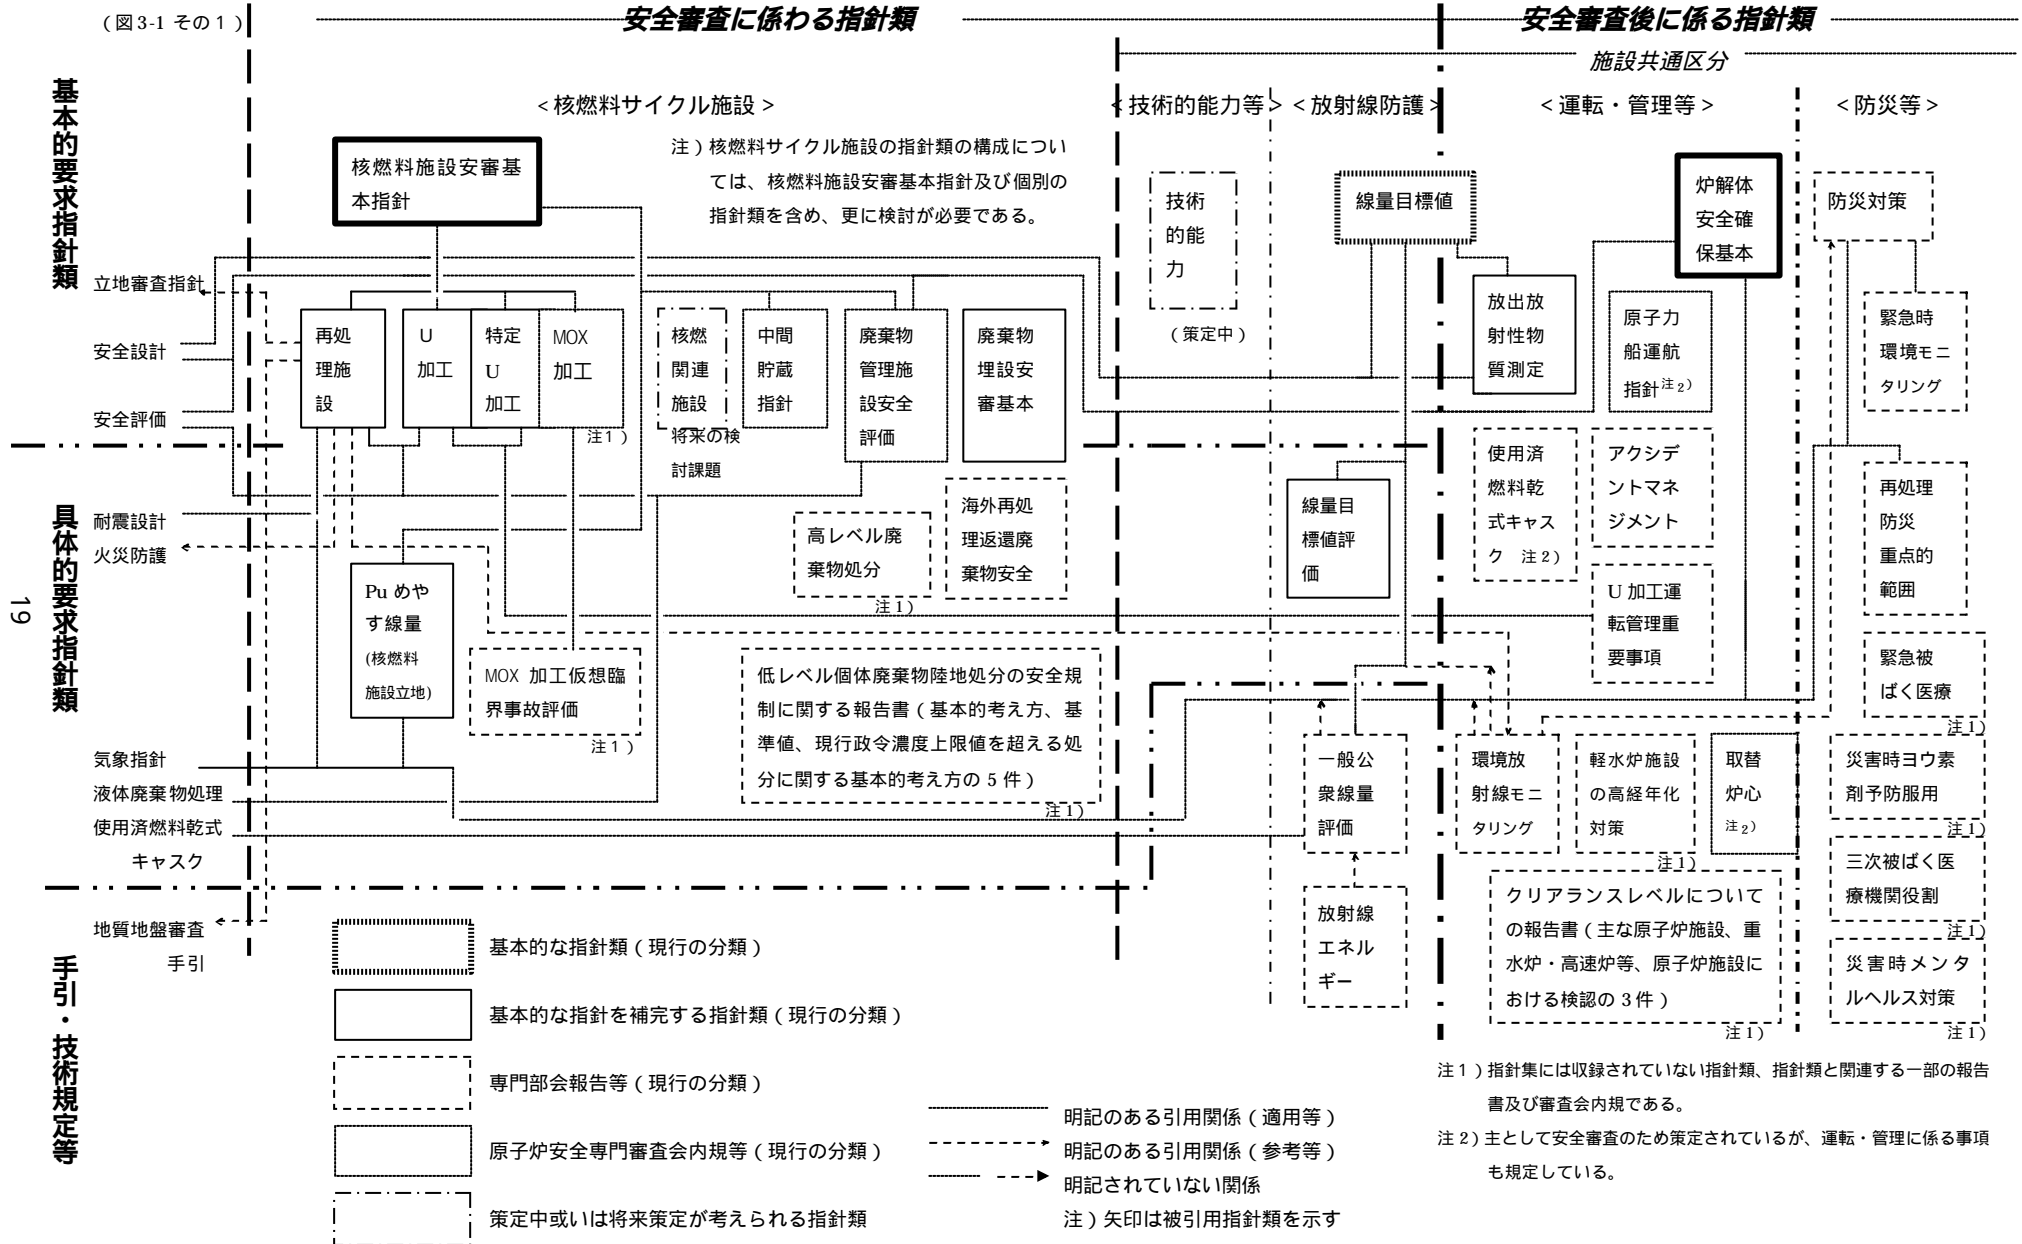 (図3-1 その1)
安全審査に係わる指針類
安全審査後に係る指針類
施設共通区分
<核燃料サイクル施設>
<技術的能力等>
<放射線防護>
<運転・管理等>
<防災等>
基本的要求指針類
核燃料施設安審基
本指針
注)核燃料サイクル施設の指針類の構成につい
ては、核燃料施設安審基本指針及び個別の
指針類を含め、更に検討が必要である。
技術
的能
力
(策定中)
線量目標値
炉解体
安全確
保基本
防災対策
立地審査指針
安全設計
安全評価
再処
理施
設
U
加工
特定
U
加工
MOX
加工
注1)
核燃
関連
施設
将来の検
討課題
中間
貯蔵
指針
廃棄物
管理施
設安全
評価
廃棄物
埋設安
審基本
放出放
射性物
質測定
原子力
船運航
指針注2)
緊急時
環境モニ
タリング
具体的要求指針類
耐震設計
火災防護
Pu めや
す線量
(核燃料
施設立地)
MOX 加工仮想臨
界事故評価
注1)
高レベル廃
棄物処分
注1)
海外再処
理返還廃
棄物安全
線量目
標値評
価
使用済
燃料乾
式キャス
ク 注2)
アクシデ
ントマネ
ジメント
U 加工運
転管理重
要事項
再処理
防災
重点的
範囲
緊急被
ばく医療
注1)
低レベル個体廃棄物陸地処分の安全規
制に関する報告書(基本的考え方、基
準値、現行政令濃度上限値を超える処
分に関する基本的考え方の 5 件)
注1)
気象指針
液体廃棄物処理
使用済燃料乾式
キャスク
一般公
衆線量
評価
環境放
射線モニ
タリング
軽水炉施設
の高経年化
対策
注1)
取替
炉心
注2)
災害時ヨウ素
剤予防服用
注1)
三次被ばく医
療機関役割
注1)
災害時メンタ
ルヘルス対策
注1)
放射線
エネル
ギー
クリアランスレベルについて
の報告書(主な原子炉施設、重
水炉・高速炉等、原子炉施設に
おける検認の 3 件)
注1)
手引・技術規定等
地質地盤審査
手引
基本的な指針類(現行の分類)
基本的な指針を補完する指針類(現行の分類)
専門部会報告等(現行の分類)
原子炉安全専門審査会内規等(現行の分類)
策定中或いは将来策定が考えられる指針類
明記のある引用関係(適用等)
明記のある引用関係(参考等)
明記されていない関係
注)矢印は被引用指針類を示す
注1)指針集には収録されていない指針類、指針類と関連する一部の報告
書及び審査会内規である。
注2)主として安全審査のため策定されているが、運転・管理に係る事項
も規定している。
19